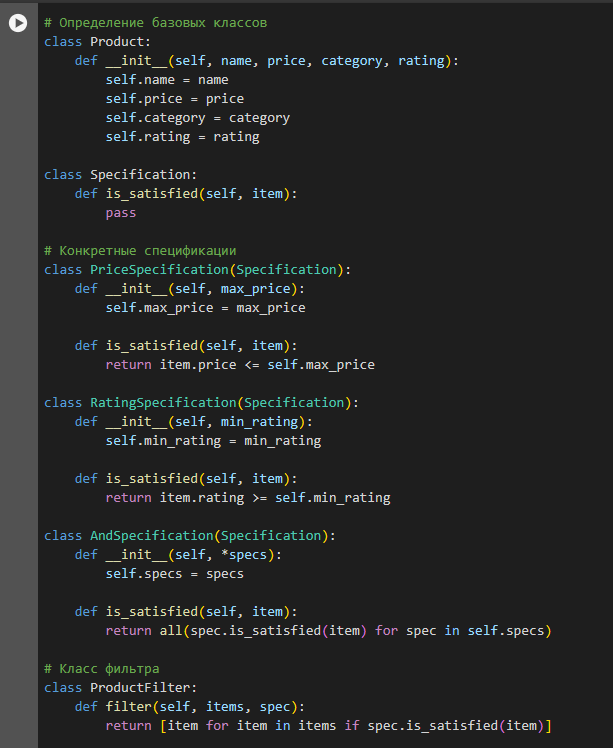 # Определение базовых классов
class Product:
    def __init__(self, name, price, category, rating):
        self.name = name
        self.price = price
        self.category = category
        self.rating = rating

class Specification:
    def is_satisfied(self, item):
        pass

# Конкретные спецификации
class PriceSpecification(Specification):
    def __init__(self, max_price):
        self.max_price = max_price

    def is_satisfied(self, item):
        return item.price <= self.max_price

class RatingSpecification(Specification):
    def __init__(self, min_rating):
        self.min_rating = min_rating

    def is_satisfied(self, item):
        return item.rating >= self.min_rating

class AndSpecification(Specification):
    def __init__(self, *specs):
        self.specs = specs

    def is_satisfied(self, item):
        return all(spec.is_satisfied(item) for spec in self.specs)

# Класс фильтра
class ProductFilter:
    def filter(self, items, spec):
        return [item for item in items if spec.is_satisfied(item)]